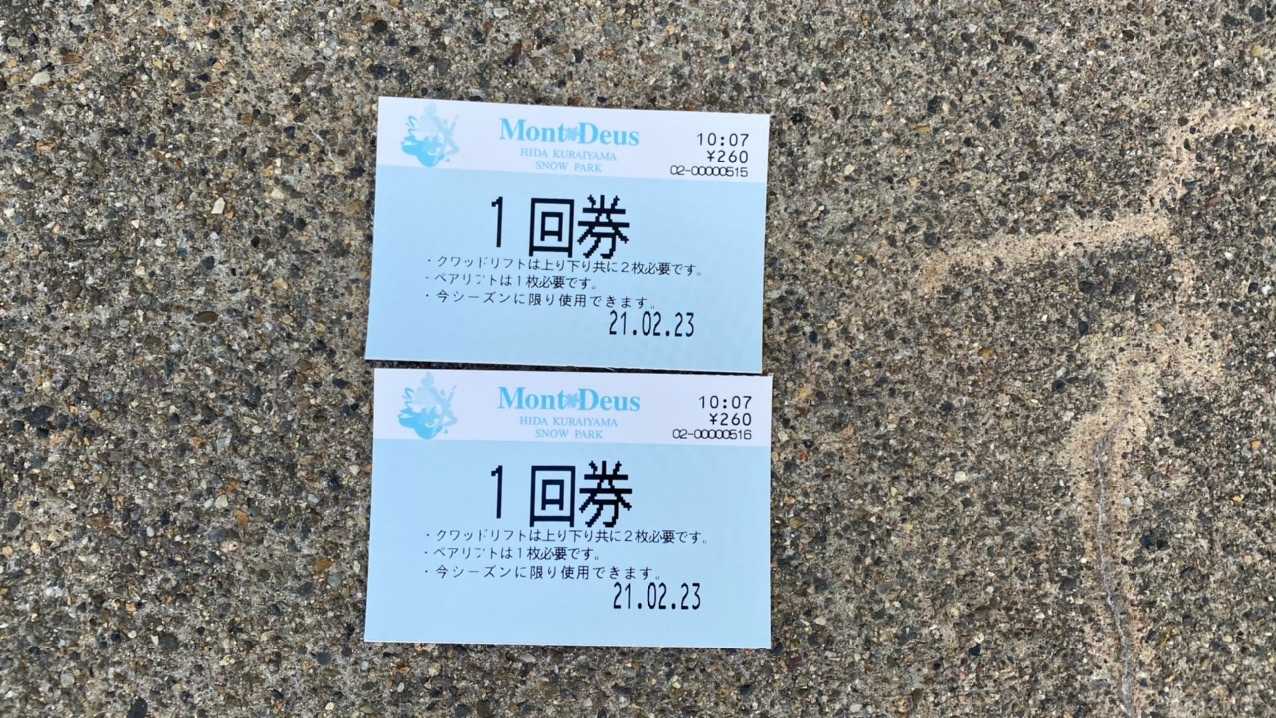 Mont Deus
HIDA KURAIYAMA
SNOW PARK
10:07
¥260
02-00000515
1回券
・クワッドリフトは上り下り共に2枚必要です。
・ペアリフトは1枚必要です。
・今シーズンに限り使用できます。
21.02.23
Mont Deus
HIDA KURAIYAMA
SNOW PARK
10:07
¥260
02-00000516
1回券
・クワッドリフトは上り下り共に2枚必要です。
・ペアリフトは1枚必要です。
・今シーズンに限り使用できます。
21.02.23